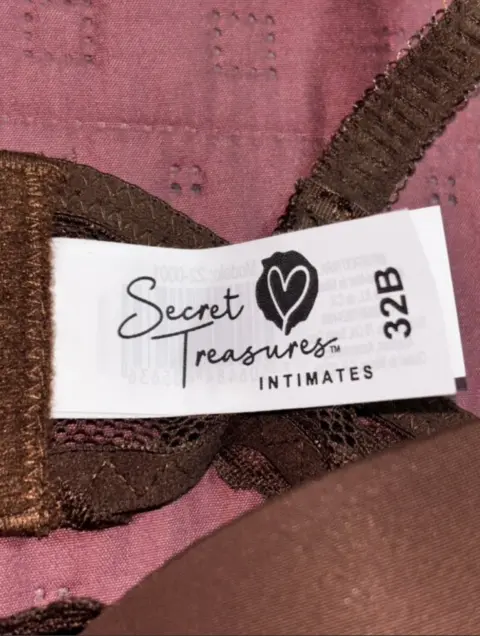 Secret
Treasures™
INTIMATES
32B